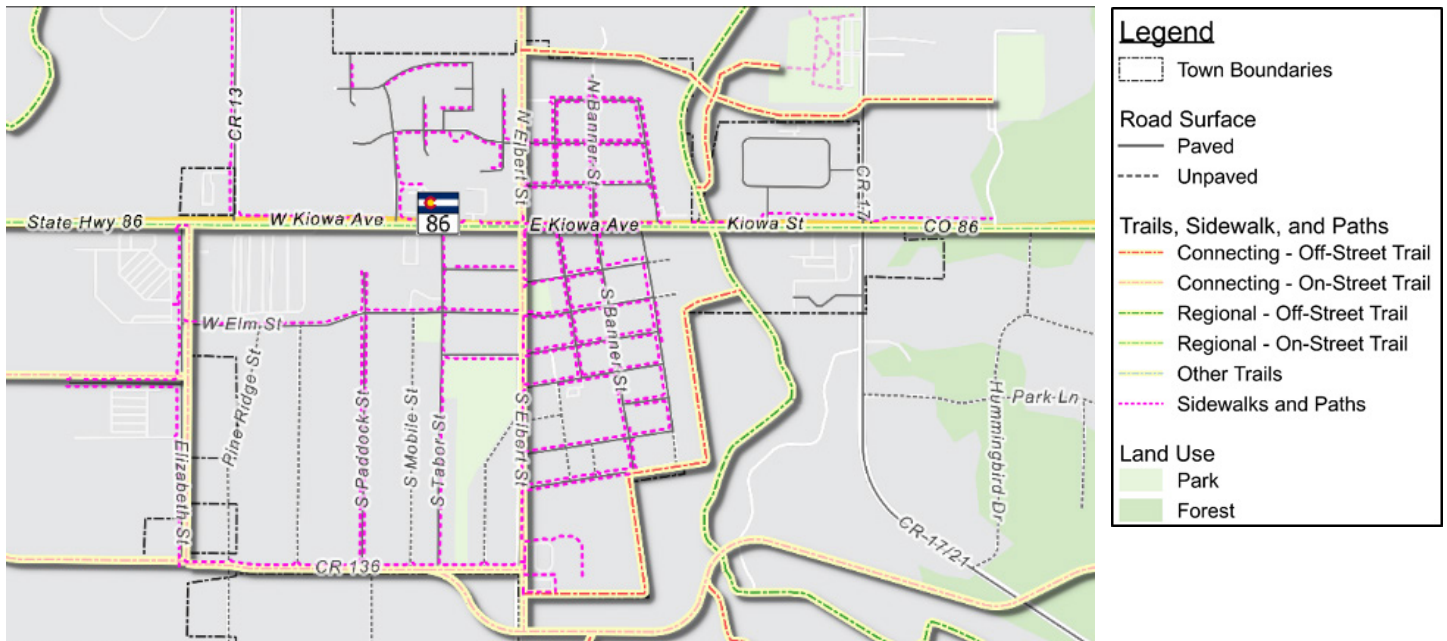 CR 13
N Elbert St
N Banner St
CR 17
State Hwy 86
W Kiowa Ave
86
E Kiowa Ave
Kiowa St
CO 86
W Elm St
Pine Ridge St
Elizabeth St
S Paddock St
S Mobile St
S Tabor St
S Elbert St
S Banner St
Hummingbird Dr
Park Ln
CR 17/21
CR 136
Legend
Town Boundaries
Road Surface
Paved
Unpaved
Trails, Sidewalk, and Paths
Connecting - Off-Street Trail
Connecting - On-Street Trail
Regional - Off-Street Trail
Regional - On-Street Trail
Other Trails
Sidewalks and Paths
Land Use
Park
Forest